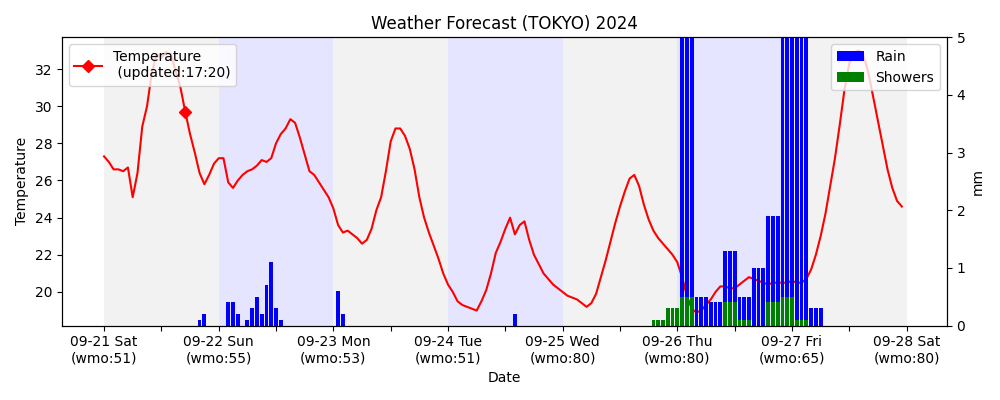 Weather Forecast (TOKYO) 2024
Temperature
(updated:17:20)
Rain
Showers
Temperature
32
30
28
26
24
22
20
5
4
3
2
1
0
mm
09-21 Sat
(wmo:51)
09-22 Sun
(wmo:55)
09-23 Mon
(wmo:53)
09-24 Tue
(wmo:51)
09-25 Wed
(wmo:80)
09-26 Thu
(wmo:80)
09-27 Fri
(wmo:65)
09-28 Sat
(wmo:80)
Date